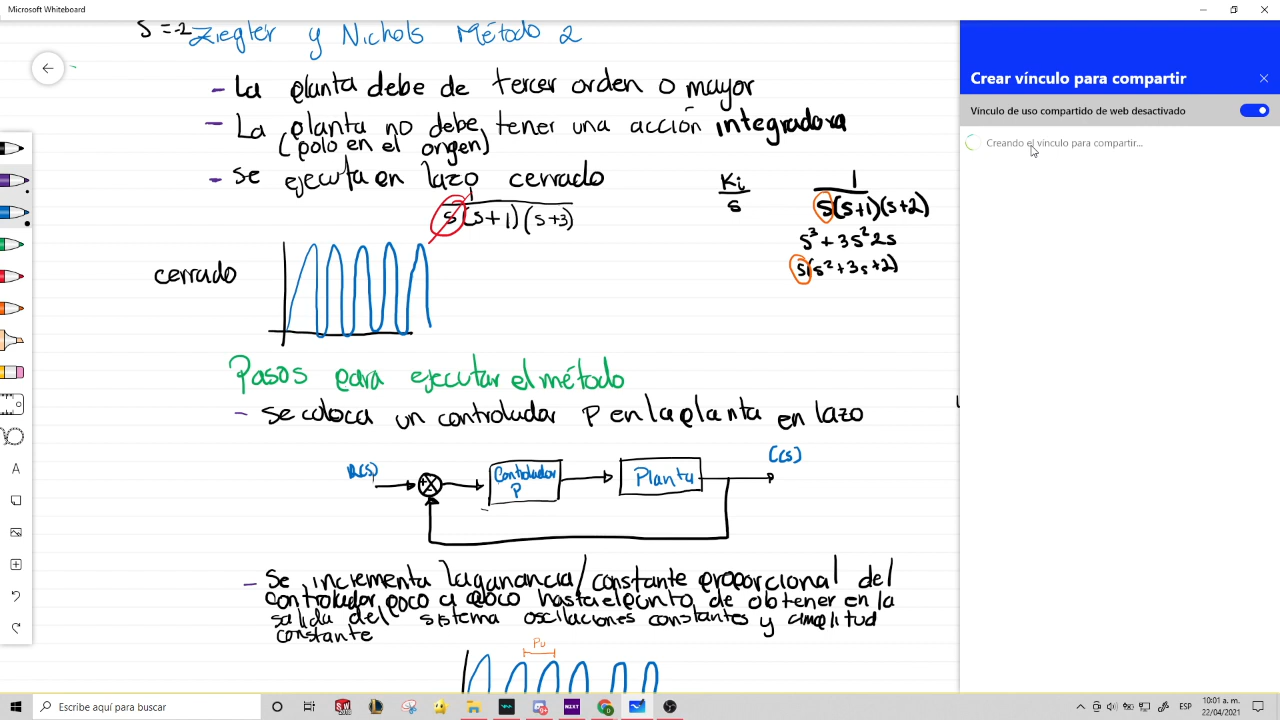 Microsoft Whiteboard
S = -2
Ziegler y Nichols Método 2
- La planta debe de tercer orden o mayor
- La planta no debe tener una acción integradora
(polo en el origen)
- Se ejecuta en lazo cerrado
1
s(s+1)(s+3)
Ki
s
1
s(s+1)(s+2)
s³ + 3s² 2s
s(s² + 3s + 2)
cerrado
Pasos para ejecutar el método
- Se coloca un controlador P en la planta en lazo
R(s)
+
-
Controlador
P
Planta
C(s)
- Se incrementa la ganancia/constante proporcional del
controlador poco a poco hasta el punto de obtener en la
salida del sistema oscilaciones constantes y amplitud
constante
Pu
Crear vínculo para compartir
Vínculo de uso compartido de web desactivado
Creando el vínculo para compartir...
A
Escribe aquí para buscar
ESP
10:01 a. m.
22/04/2021